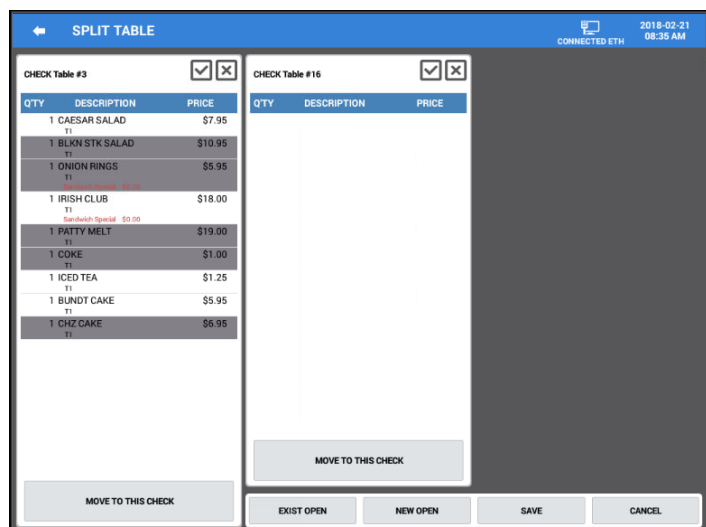 SPLIT TABLE
CONNECTED ETH
2018-02-21
08:35 AM
CHECK Table #3
Q'TY DESCRIPTION PRICE
1 CAESAR SALAD $7.95
T1
1 BLKN STK SALAD $10.95
T1
1 ONION RINGS $5.95
T1
Sandwich Special $0.00
1 IRISH CLUB $18.00
T1
Sandwich Special $0.00
1 PATTY MELT $19.00
T1
1 COKE $1.00
T1
1 ICED TEA $1.25
T1
1 BUNDT CAKE $5.95
T1
1 CHZ CAKE $6.95
T1
MOVE TO THIS CHECK
CHECK Table #16
Q'TY DESCRIPTION PRICE
MOVE TO THIS CHECK
EXIST OPEN
NEW OPEN
SAVE
CANCEL